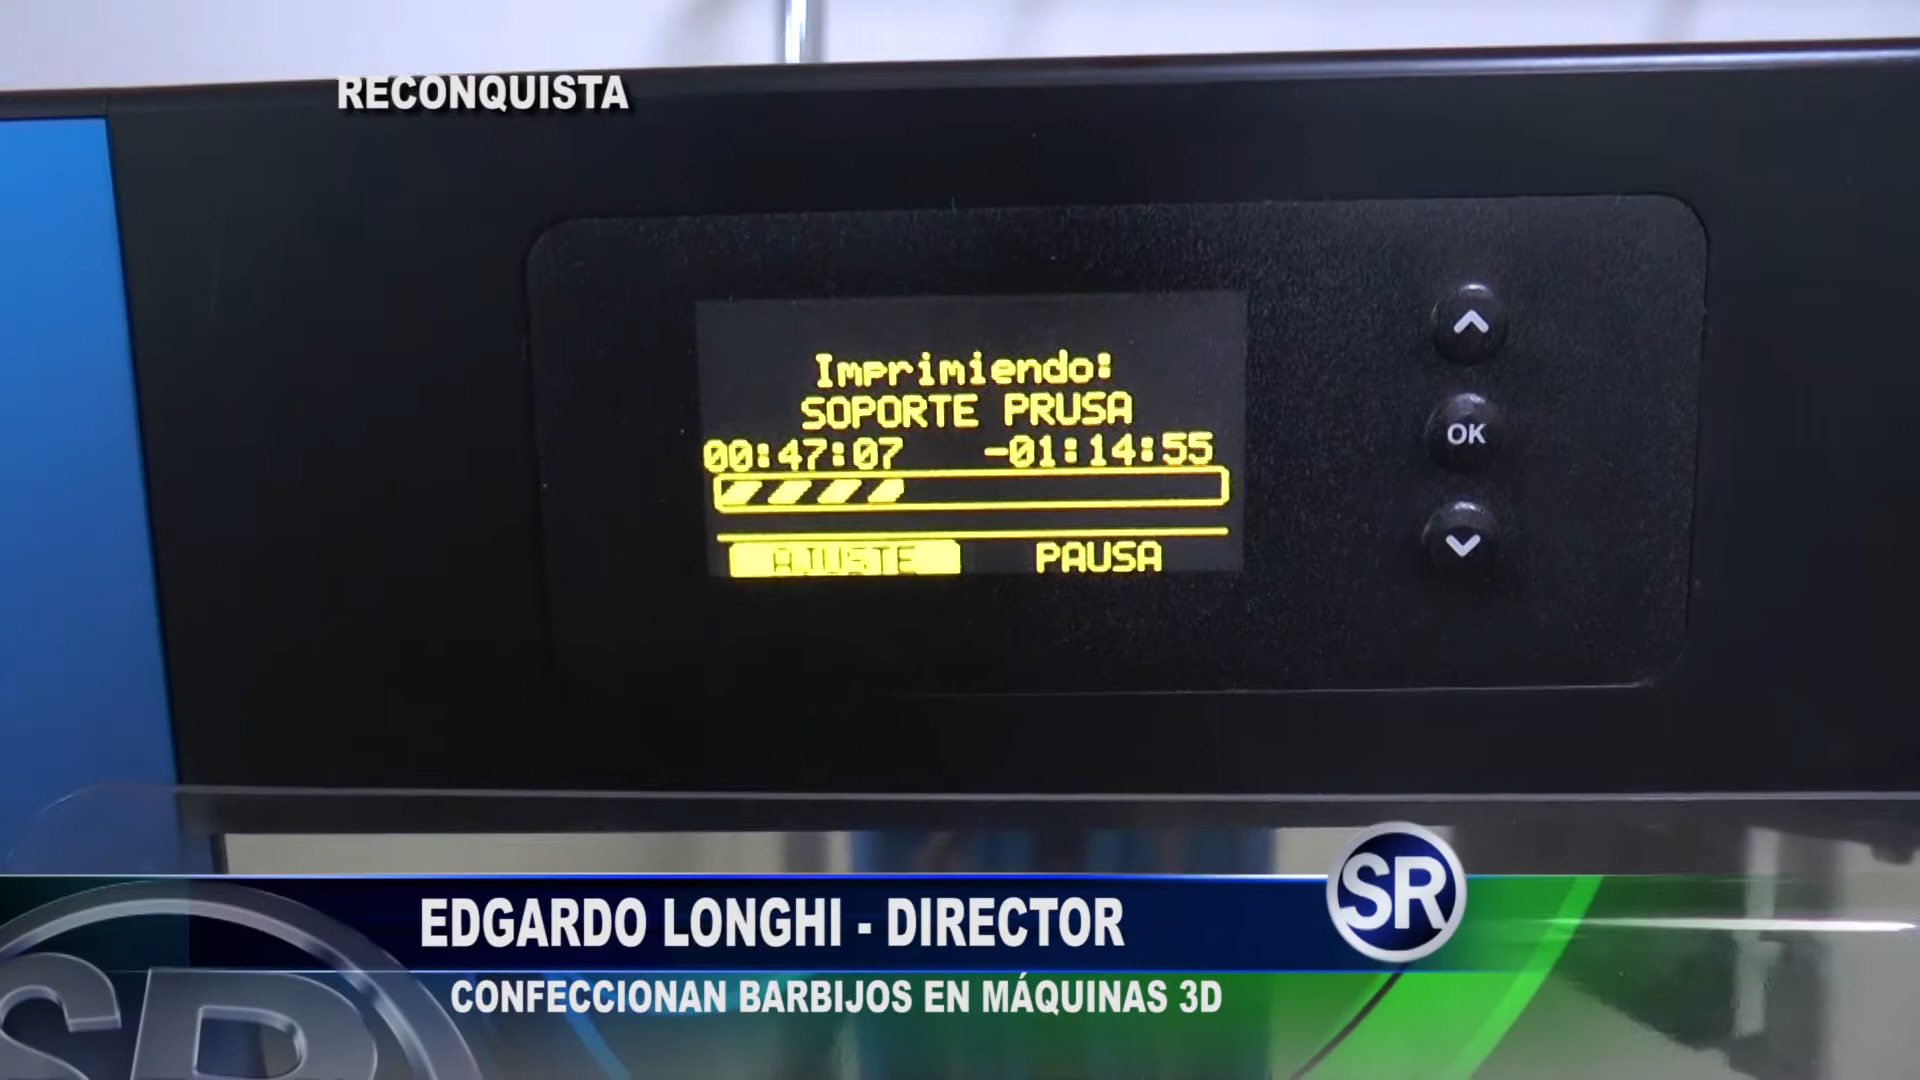 RECONQUISTA
Imprimiendo:
SOPORTE PRUSA
00:47:07 -01:14:55
AJUSTE PAUSA
OK
EDGARDO LONGHI - DIRECTOR
SR
CONFECCIONAN BARBIJOS EN MÁQUINAS 3D
SR